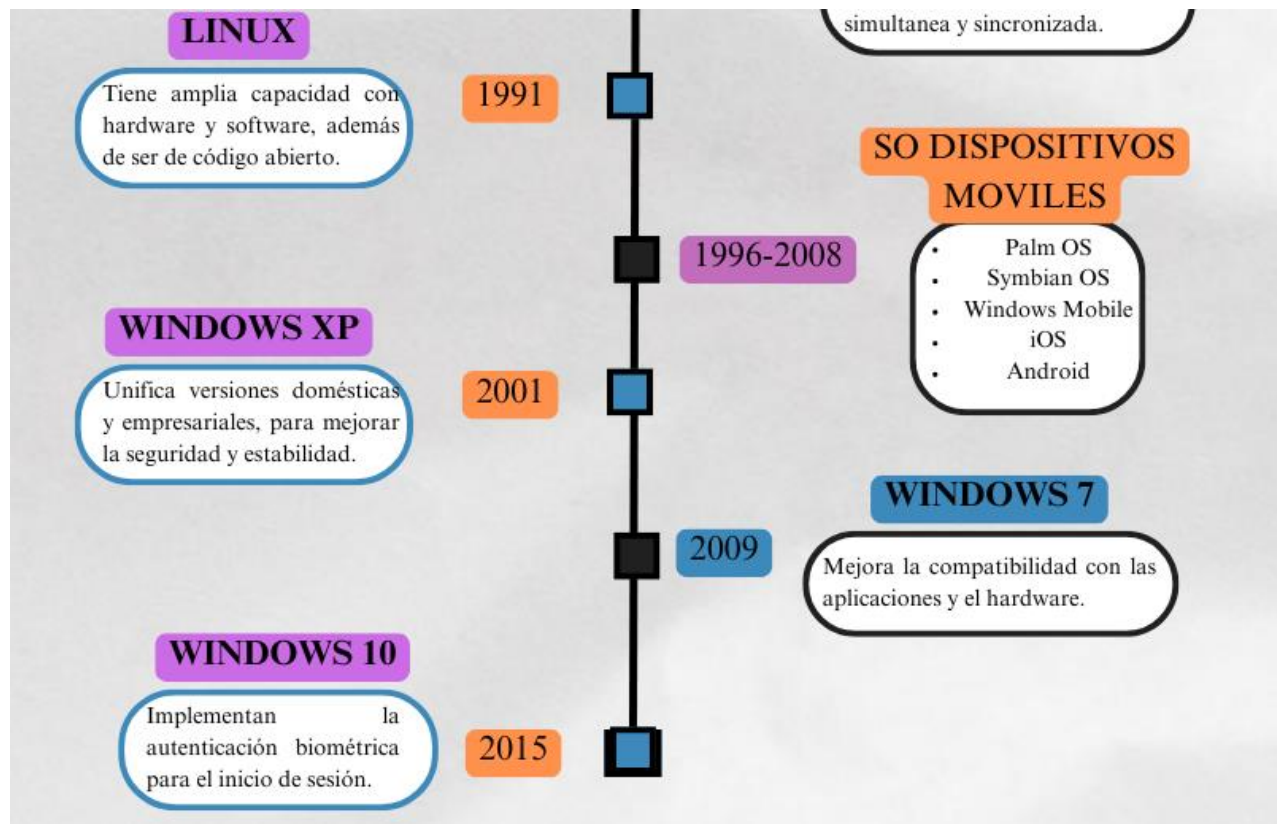 simultanea y sincronizada.
LINUX
Tiene amplia capacidad con
hardware y software, además
de ser de código abierto.
1991
SO DISPOSITIVOS
MOVILES
1996-2008
• Palm OS
• Symbian OS
• Windows Mobile
• iOS
• Android
WINDOWS XP
Unifica versiones domésticas
y empresariales, para mejorar
la seguridad y estabilidad.
2001
WINDOWS 7
2009
Mejora la compatibilidad con las
aplicaciones y el hardware.
WINDOWS 10
Implementan la
autenticación biométrica
para el inicio de sesión.
2015